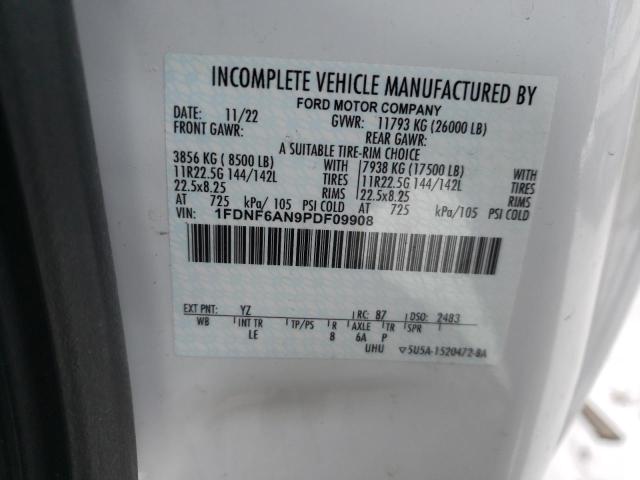 INCOMPLETE VEHICLE MANUFACTURED BY
FORD MOTOR COMPANY
DATE: 11/22 GVWR: 11793 KG (26000 LB)
FRONT GAWR: REAR GAWR:
A SUITABLE TIRE-RIM CHOICE
3856 KG ( 8500 LB) WITH 7938 KG (17500 LB) WITH
11R22.5G 144/142L TIRES 11R22.5G 144/142L TIRES
22.5x8.25 RIMS 22.5x8.25 RIMS
AT 725 kPa/ 105 PSI COLD AT 725 kPa/105 PSI COLD
VIN: 1FDNF6AN9PDF09908
EXT PNT: YZ RC: 87 DSO: 2483
WB INT TR TP/PS R AXLE TR SPR
LE 8 6A P
UHU 5U5A-1520472-BA